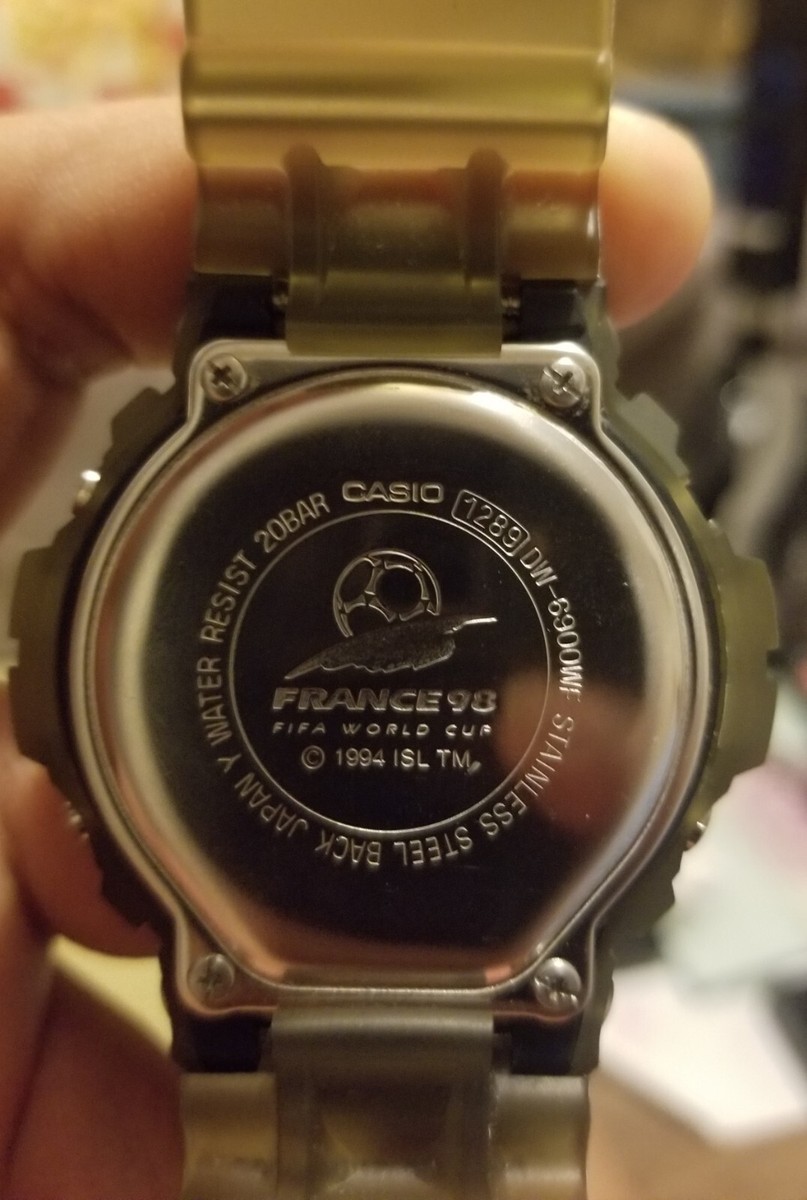 CASIO 1289 DW-6900WF STAINLESS STEEL BACK JAPAN Y WATER RESIST 20BAR
FRANCE 98
FIFA WORLD CUP
© 1994 ISL TM